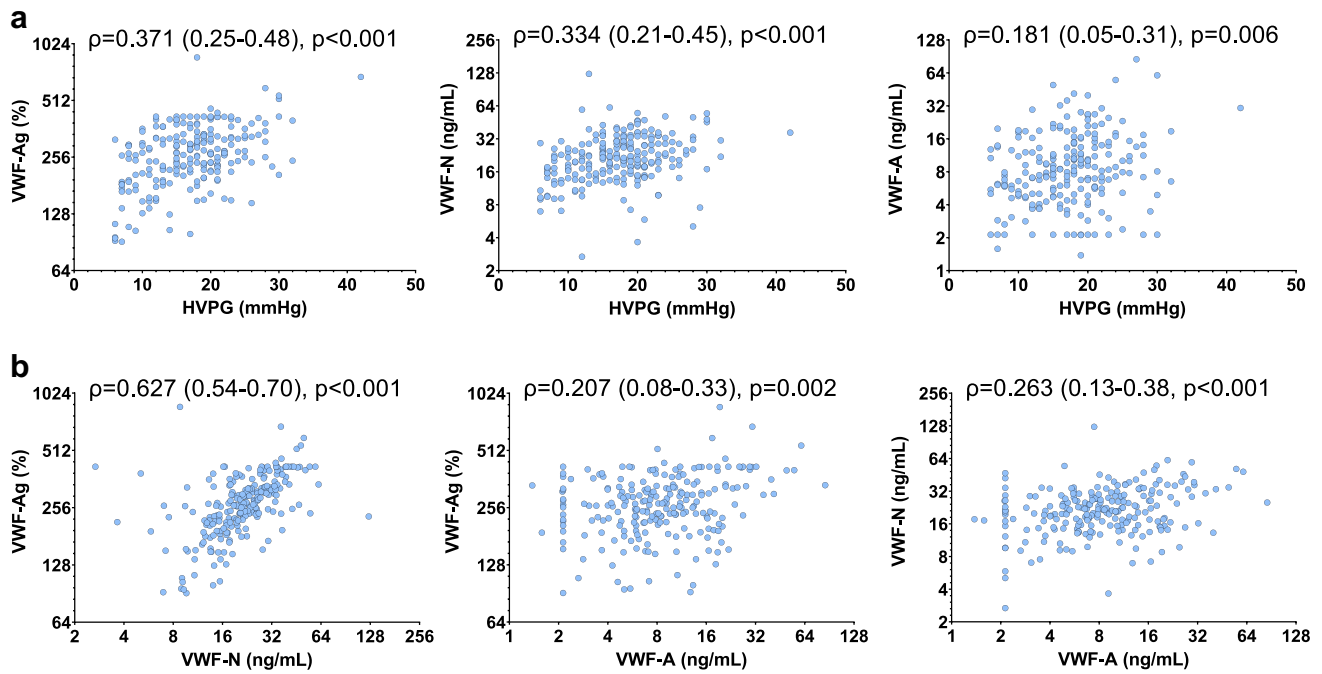 a
ρ=0.371 (0.25-0.48), p<0.001
1024
512
256
128
64
VWF-Ag (%)
0 10 20 30 40 50
HVPG (mmHg)
ρ=0.334 (0.21-0.45), p<0.001
256
128
64
32
16
8
4
2
VWF-N (ng/mL)
0 10 20 30 40 50
HVPG (mmHg)
ρ=0.181 (0.05-0.31), p=0.006
128
64
32
16
8
4
2
1
VWF-A (ng/mL)
0 10 20 30 40 50
HVPG (mmHg)
b
ρ=0.627 (0.54-0.70), p<0.001
1024
512
256
128
64
VWF-Ag (%)
2 4 8 16 32 64 128 256
VWF-N (ng/mL)
ρ=0.207 (0.08-0.33), p=0.002
1024
512
256
128
64
VWF-Ag (%)
1 2 4 8 16 32 64 128
VWF-A (ng/mL)
ρ=0.263 (0.13-0.38, p<0.001
256
128
64
32
16
8
4
2
VWF-N (ng/mL)
1 2 4 8 16 32 64 128
VWF-A (ng/mL)